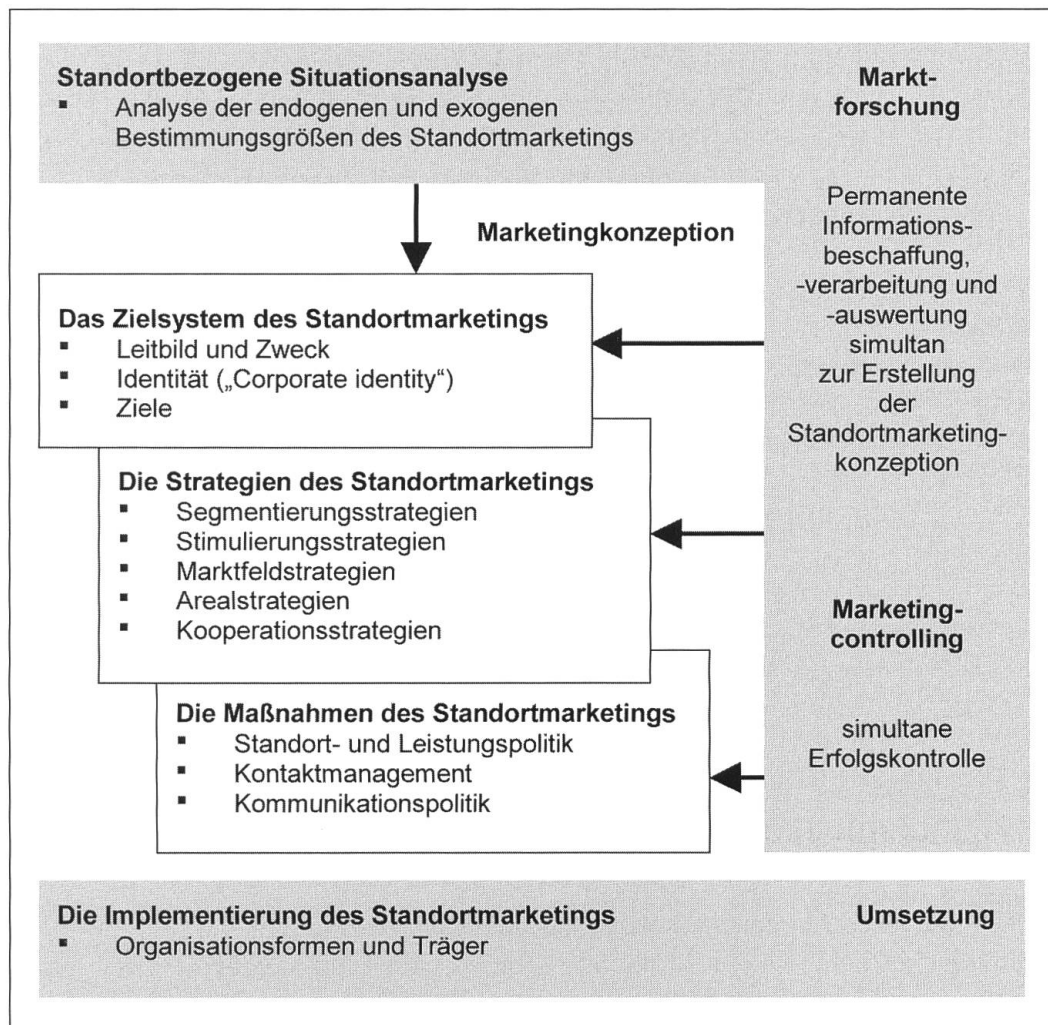 Standortbezogene Situationsanalyse
▪ Analyse der endogenen und exogenen
Bestimmungsgrößen des Standortmarketings
Markt-
forschung
Permanente
Informations-
beschaffung,
-verarbeitung und
-auswertung
simultan
zur Erstellung
der
Standortmarketing-
konzeption
Marketingkonzeption
Das Zielsystem des Standortmarketings
▪ Leitbild und Zweck
▪ Identität („Corporate identity“)
▪ Ziele
Die Strategien des Standortmarketings
▪ Segmentierungsstrategien
▪ Stimulierungsstrategien
▪ Marktfeldstrategien
▪ Arealstrategien
▪ Kooperationsstrategien
Marketing-
controlling
simultane
Erfolgskontrolle
Die Maßnahmen des Standortmarketings
▪ Standort- und Leistungspolitik
▪ Kontaktmanagement
▪ Kommunikationspolitik
Die Implementierung des Standortmarketings
▪ Organisationsformen und Träger
Umsetzung